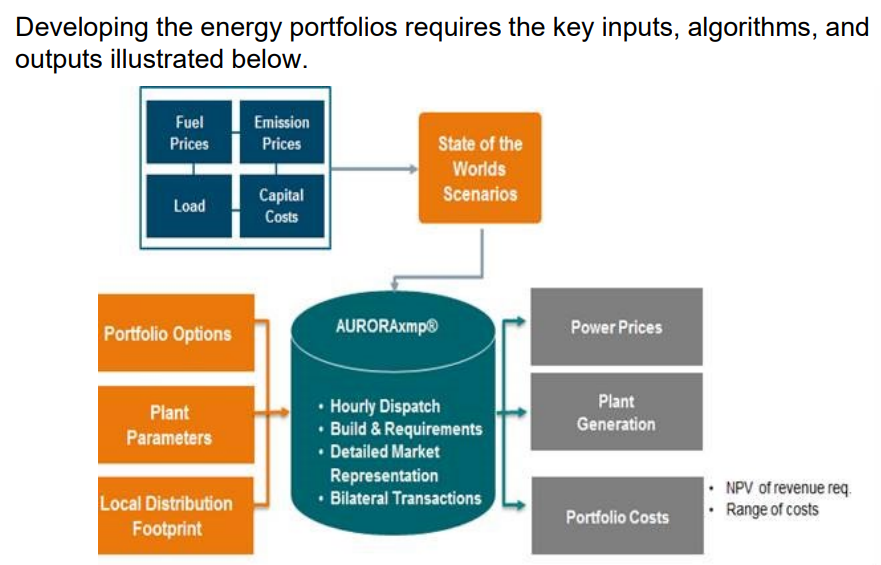 Developing the energy portfolios requires the key inputs, algorithms, and
outputs illustrated below.
Fuel
Prices
Emission
Prices
Load
Capital
Costs
State of the
Worlds
Scenarios
Portfolio Options
Plant
Parameters
Local Distribution
Footprint
AURORAxmp®
• Hourly Dispatch
• Build & Requirements
• Detailed Market
Representation
• Bilateral Transactions
Power Prices
Plant
Generation
Portfolio Costs
• NPV of revenue req.
• Range of costs